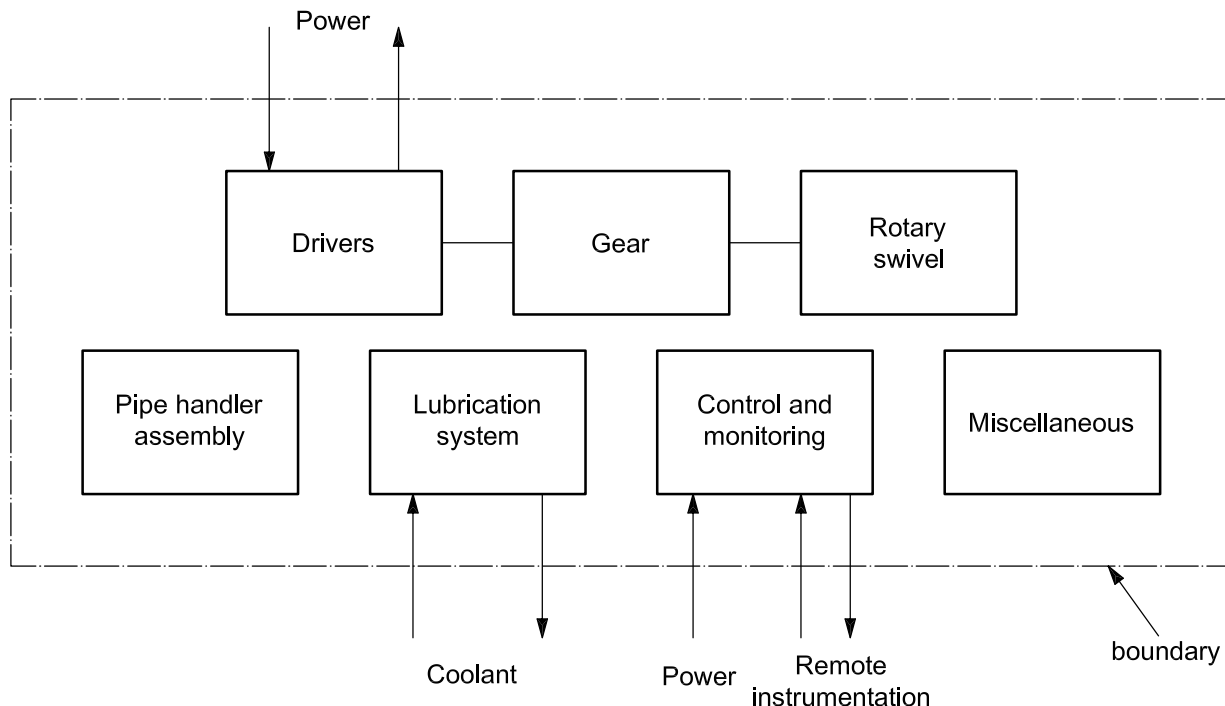 Power
Drivers
Gear
Rotary
swivel
Pipe handler
assembly
Lubrication
system
Control and
monitoring
Miscellaneous
Coolant
Power
Remote
instrumentation
boundary